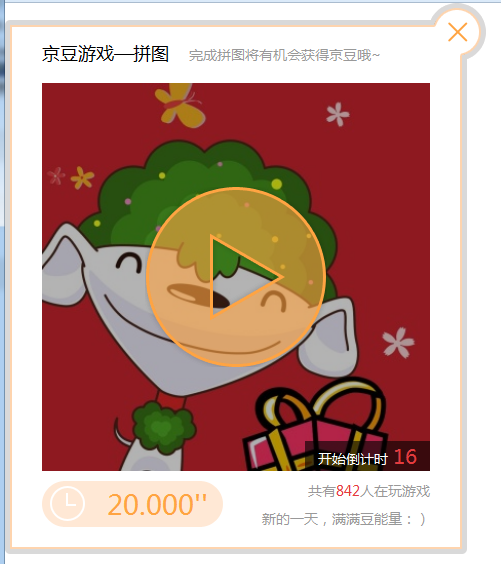 京豆游戏—拼图 完成拼图将有机会获得京豆哦~
开始倒计时 16
20.000''
共有842人在玩游戏
新的一天，满满豆能量：）